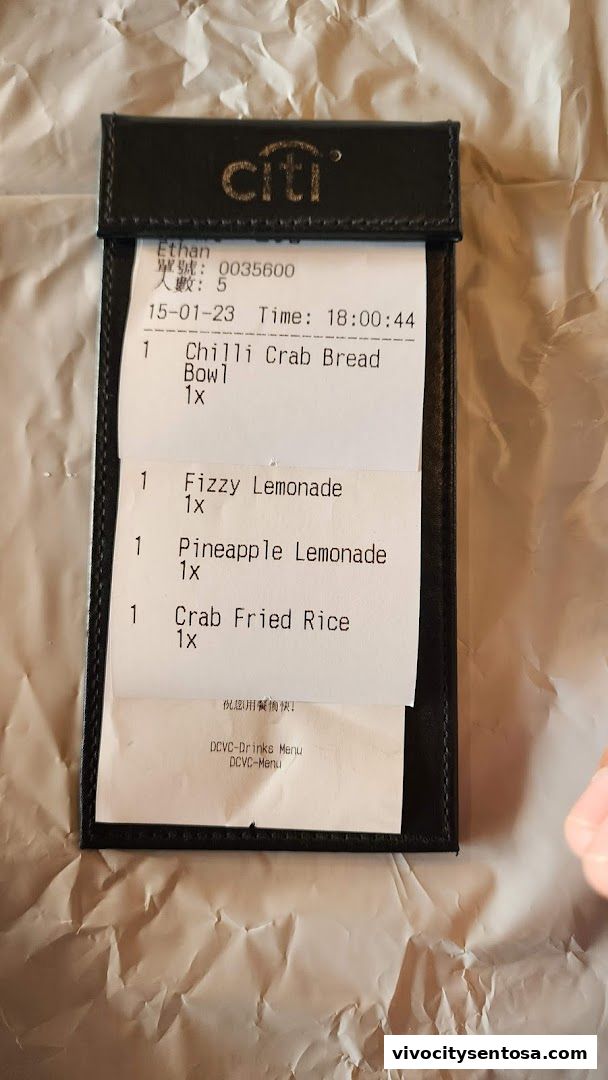 citi
Ethan
單號: 0035600
人數: 5
15-01-23 Time: 18:00:44
1 Chilli Crab Bread
Bowl
1x
1 Fizzy Lemonade
1x
1 Pineapple Lemonade
1x
1 Crab Fried Rice
1x
祝您用餐愉快!
DCVC-Drinks Menu
DCVC-Menu
vivocitysentosa.com